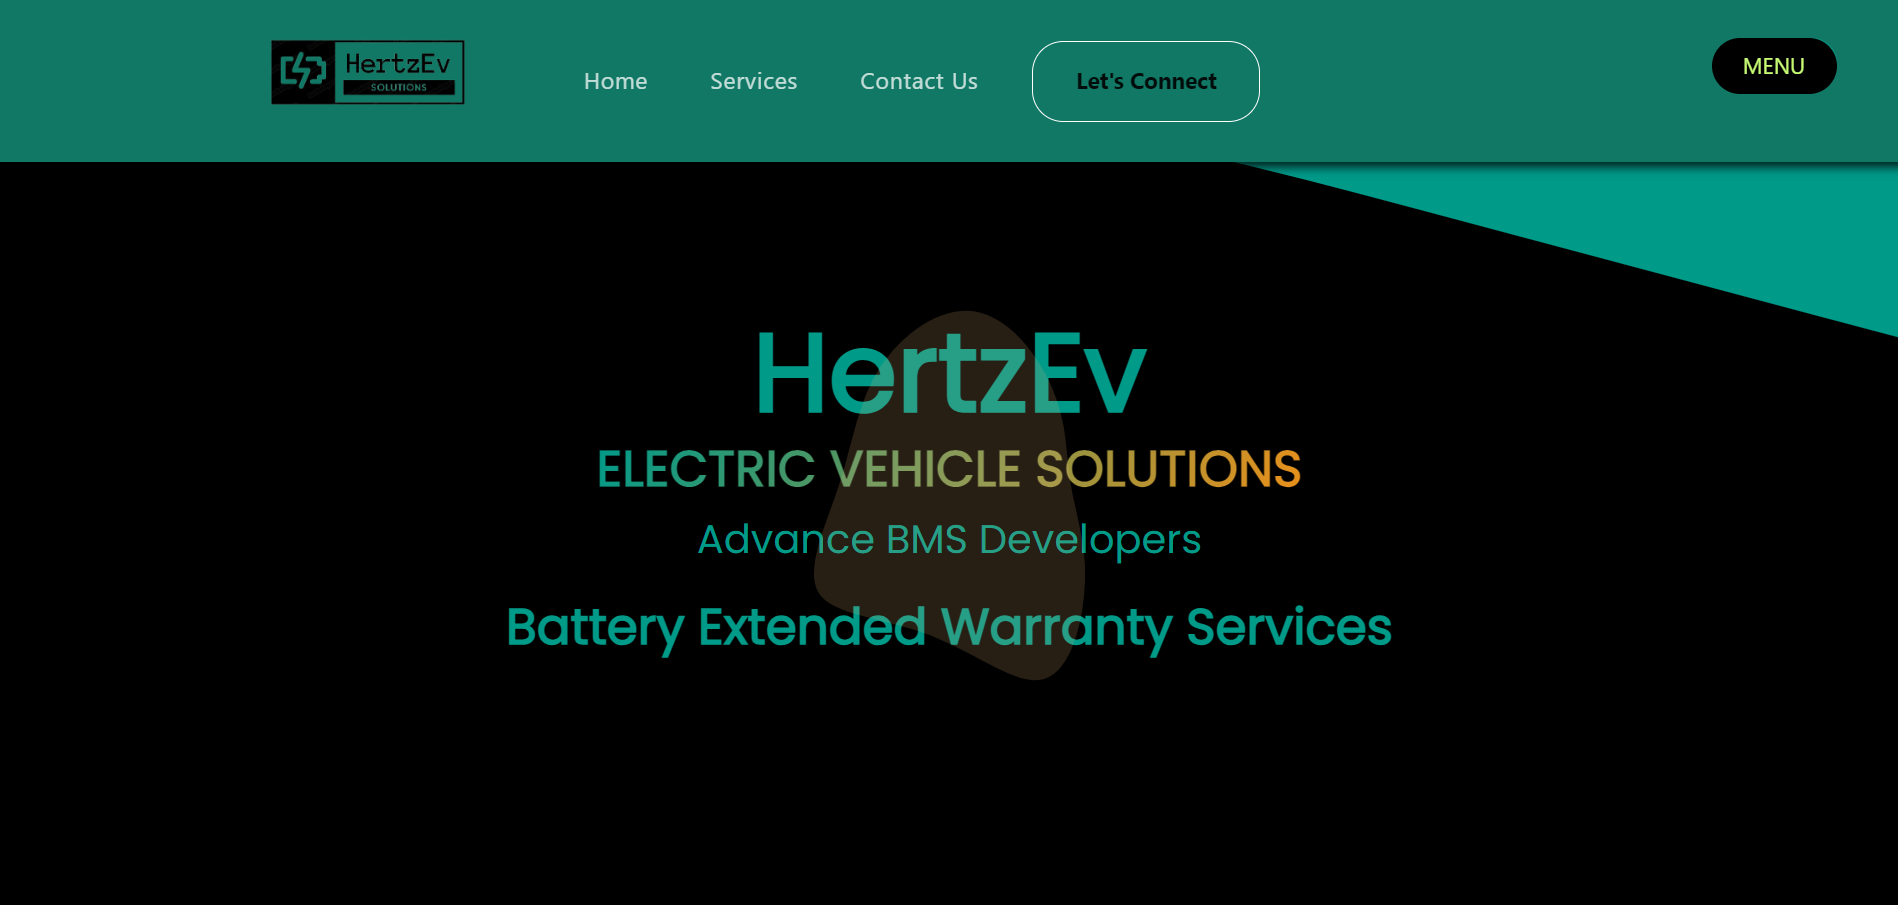 HertzEv
SOLUTIONS
Home
Services
Contact Us
Let's Connect
MENU
HertzEv
ELECTRIC VEHICLE SOLUTIONS
Advance BMS Developers
Battery Extended Warranty Services